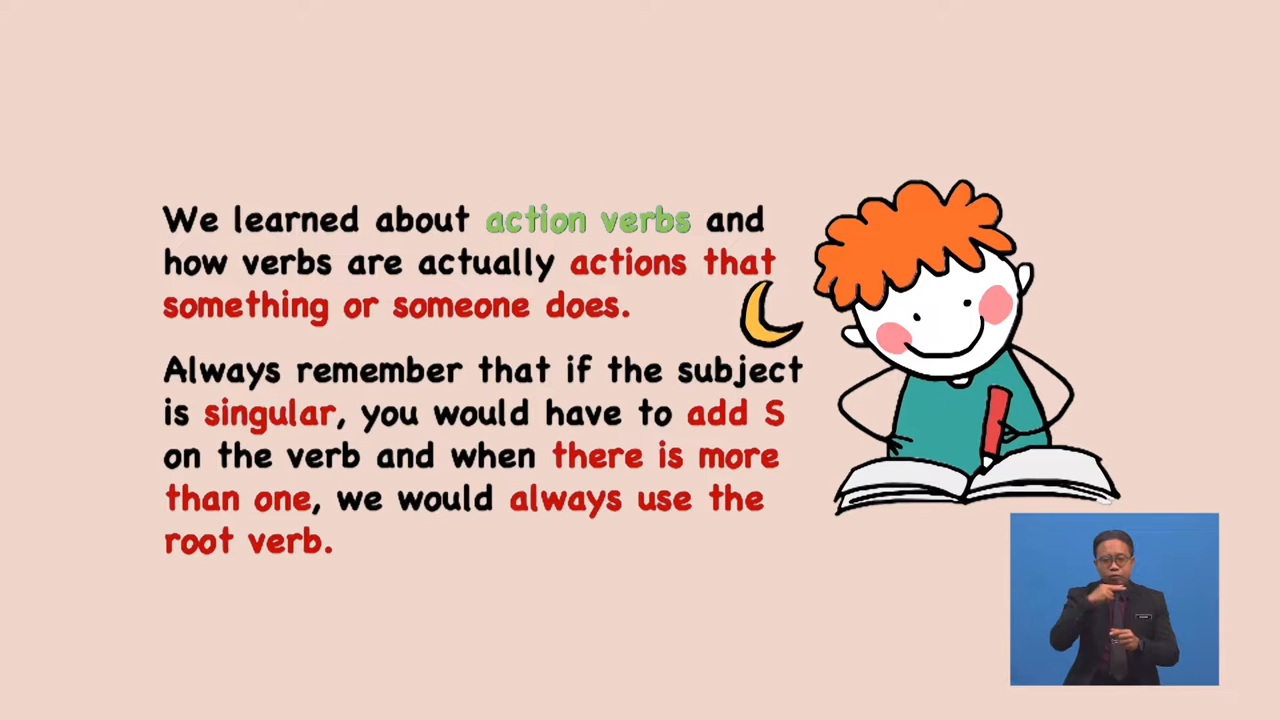 We learned about action verbs and
how verbs are actually actions that
something or someone does.
Always remember that if the subject
is singular, you would have to add S
on the verb and when there is more
than one, we would always use the
root verb.